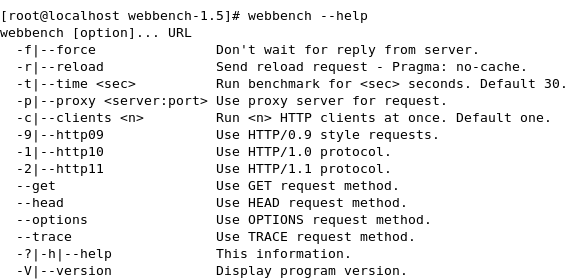 [root@localhost webbench-1.5]# webbench --help
webbench [option]... URL
  -f|--force               Don't wait for reply from server.
  -r|--reload              Send reload request - Pragma: no-cache.
  -t|--time <sec>          Run benchmark for <sec> seconds. Default 30.
  -p|--proxy <server:port> Use proxy server for request.
  -c|--clients <n>         Run <n> HTTP clients at once. Default one.
  -9|--http09              Use HTTP/0.9 style requests.
  -1|--http10              Use HTTP/1.0 protocol.
  -2|--http11              Use HTTP/1.1 protocol.
  --get                    Use GET request method.
  --head                   Use HEAD request method.
  --options                Use OPTIONS request method.
  --trace                  Use TRACE request method.
  -?|-h|--help             This information.
  -V|--version             Display program version.